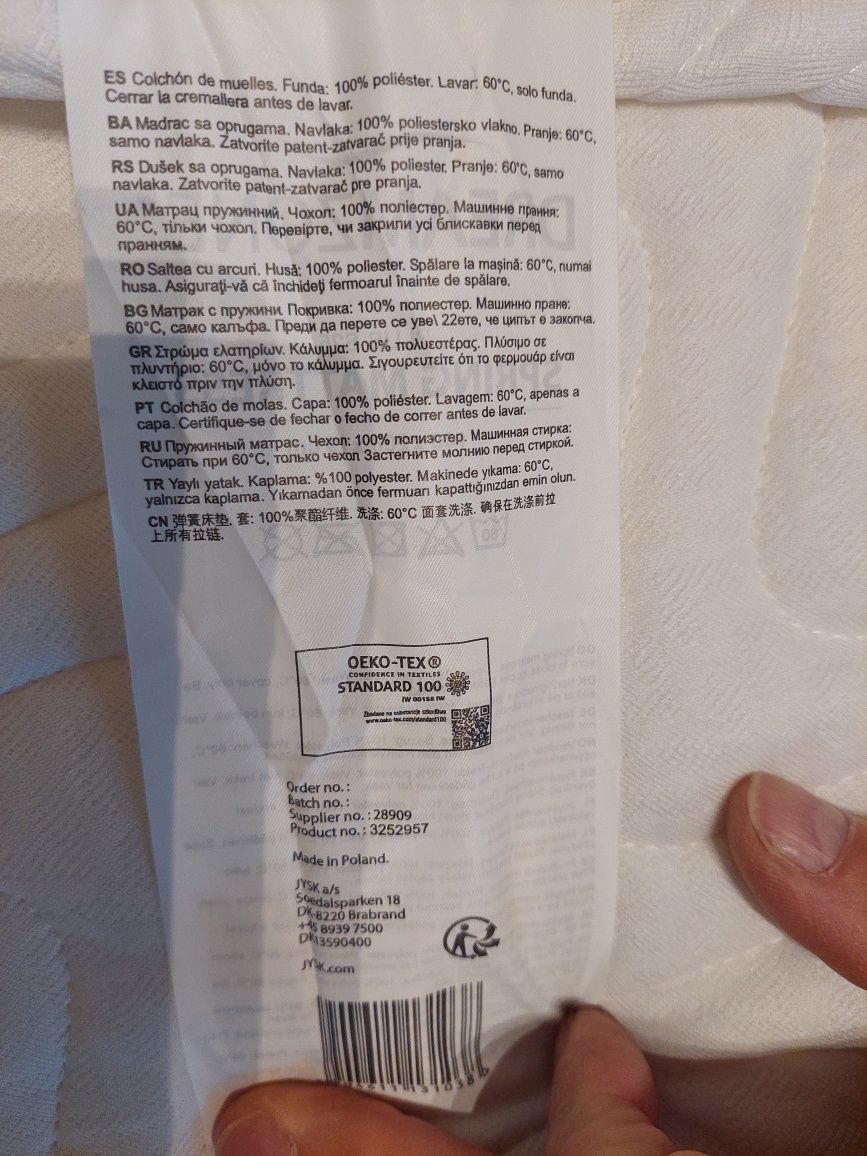 ES Colchón de muelles. Funda: 100% poliéster. Lavar: 60°C, solo funda.
Cerrar la cremallera antes de lavar.
BA Madrac sa oprugama. Navlaka: 100% poliestersko vlakno. Pranje: 60°C,
samo navlaka. Zatvorite patent-zatvarač prije pranja.
RS Dušek sa oprugama. Navlaka: 100% poliester. Pranje: 60°C, samo
navlaka. Zatvorite patent-zatvarač pre pranja.
UA Матрац пружинний. Чохол: 100% поліестер. Машинне прання:
60°C, тільки чохол. Перевірте, чи закрили усі блискавки перед
пранням.
RO Saltea cu arcuri. Husă: 100% poliester. Spălare la mașină: 60°C, numai
husa. Asigurați-vă că închideți fermoarul înainte de spălare.
BG Матрак с пружини. Покривка: 100% полиестер. Машинно пране:
60°C, само калъфа. Преди да перете се уве\ 22ете, че ципът е закопча.
GR Στρώμα ελατηρίων. Κάλυμμα: 100% πολυεστέρας. Πλύσιμο σε
πλυντήριο: 60°C, μόνο το κάλυμμα. Σιγουρευτείτε ότι το φερμουάρ είναι
κλειστό πριν την πλύση.
PT Colchão de molas. Capa: 100% poliéster. Lavagem: 60°C, apenas a
capa. Certifique-se de fechar o fecho de correr antes de lavar.
RU Пружинный матрас. Чехол: 100% полиэстер. Машинная стирка:
Стирать при 60°C, только чехол Застегните молнию перед стиркой.
TR Yaylı yatak. Kaplama: %100 polyester. Makinede yıkama: 60°C,
yalnızca kaplama. Yıkamadan önce fermuarı kapattığınızdan emin olun.
CN 弹簧床垫. 套: 100%聚酯纤维. 洗涤: 60°C 面套洗涤. 确保在洗涤前拉
上所有拉链.
OEKO-TEX®
CONFIDENCE IN TEXTILES
STANDARD 100
IW 00158 IW
Zbadane na substancje szkodliwe
www.oeko-tex.com/standard100
Order no.:
Batch no.:
Supplier no.: 28909
Product no.: 3252957
Made in Poland.
JYSK a/s
Soedalsparken 18
DK-8220 Brabrand
+45 8939 7500
DK13590400
JYSK.com